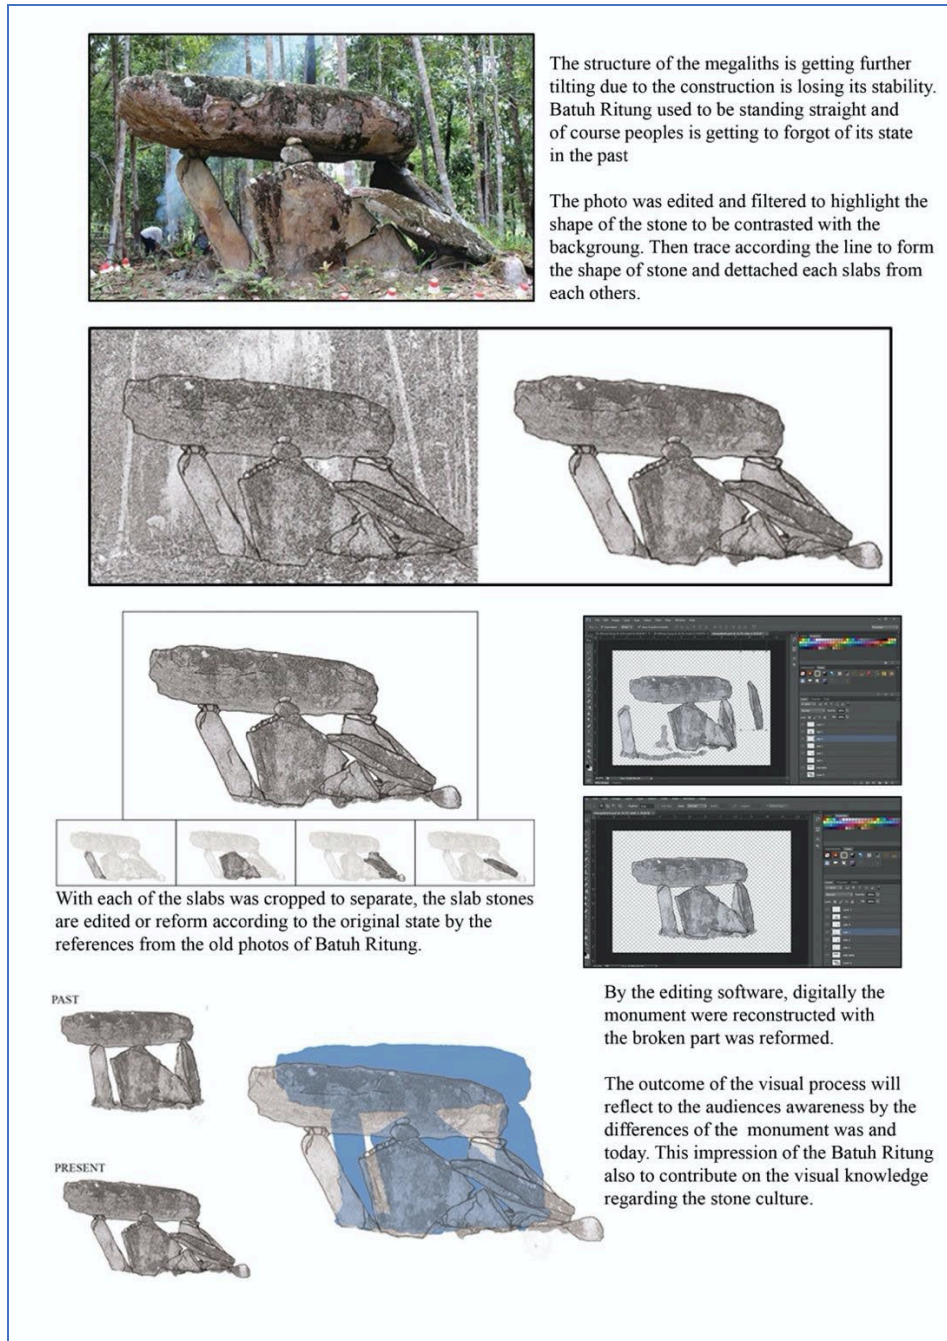 The structure of the megaliths is getting further
tilting due to the construction is losing its stability.
Batuh Ritung used to be standing straight and
of course peoples is getting to forgot of its state
in the past
The photo was edited and filtered to highlight the
shape of the stone to be contrasted with the
backgroung. Then trace according the line to form
the shape of stone and dettached each slabs from
each others.
With each of the slabs was cropped to separate, the slab stones
are edited or reform according to the original state by the
references from the old photos of Batuh Ritung.
By the editing software, digitally the
monument were reconstructed with
the broken part was reformed.
The outcome of the visual process will
reflect to the audiences awareness by the
differences of the monument was and
today. This impression of the Batuh Ritung
also to contribute on the visual knowledge
regarding the stone culture.
PAST
PRESENT